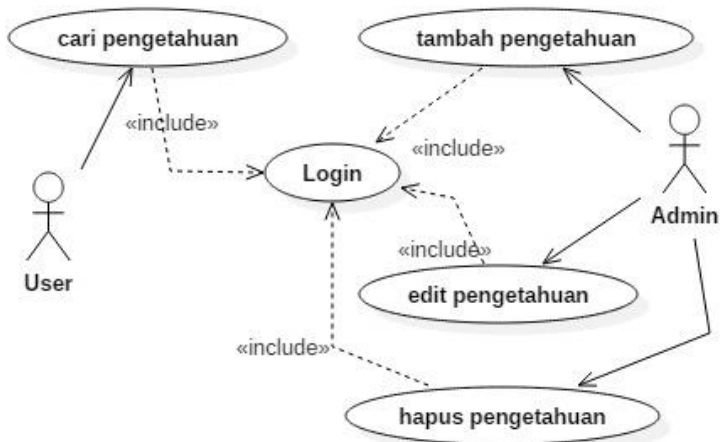 cari pengetahuan
tambah pengetahuan
«include»
«include»
Login
Admin
User
«include»
edit pengetahuan
«include»
hapus pengetahuan